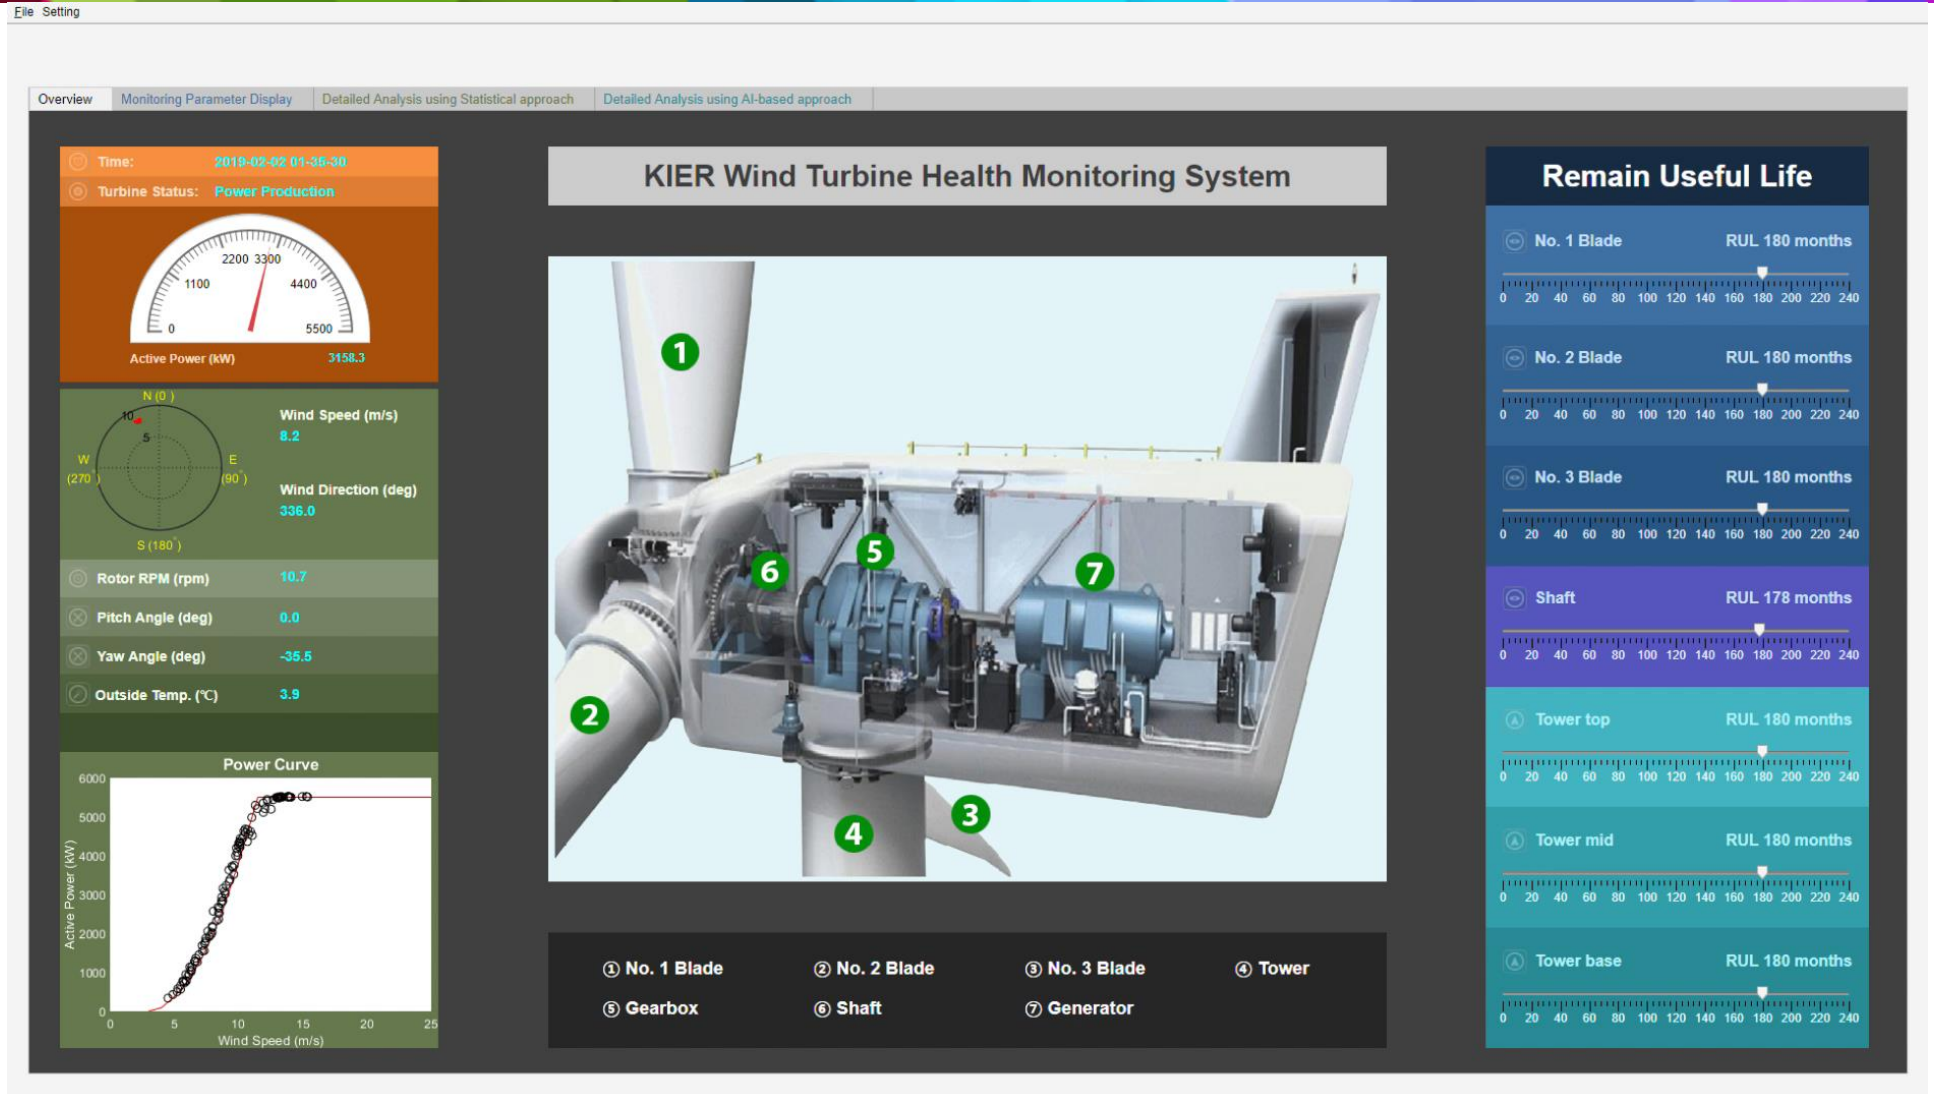 File Setting
Overview Monitoring Parameter Display Detailed Analysis using Statistical approach Detailed Analysis using AI-based approach
Time: 2019-02-02 01-35-30
Turbine Status: Power Production
2200 3300
1100 4400
0 5500
Active Power (kW) 3158.3
N (0°)
10
5
W
(270°)
E
(90°)
S (180°)
Wind Speed (m/s)
8.2
Wind Direction (deg)
336.0
Rotor RPM (rpm) 10.7
Pitch Angle (deg) 0.0
Yaw Angle (deg) -35.5
Outside Temp. (℃) 3.9
Power Curve
6000
5000
4000
3000
2000
1000
0
Active Power (kW)
0 5 10 15 20 25
Wind Speed (m/s)
KIER Wind Turbine Health Monitoring System
1
5
6
7
2
3
4
① No. 1 Blade ② No. 2 Blade ③ No. 3 Blade ④ Tower
⑤ Gearbox ⑥ Shaft ⑦ Generator
Remain Useful Life
No. 1 Blade RUL 180 months
0 20 40 60 80 100 120 140 160 180 200 220 240
No. 2 Blade RUL 180 months
0 20 40 60 80 100 120 140 160 180 200 220 240
No. 3 Blade RUL 180 months
0 20 40 60 80 100 120 140 160 180 200 220 240
Shaft RUL 178 months
0 20 40 60 80 100 120 140 160 180 200 220 240
Tower top RUL 180 months
0 20 40 60 80 100 120 140 160 180 200 220 240
Tower mid RUL 180 months
0 20 40 60 80 100 120 140 160 180 200 220 240
Tower base RUL 180 months
0 20 40 60 80 100 120 140 160 180 200 220 240